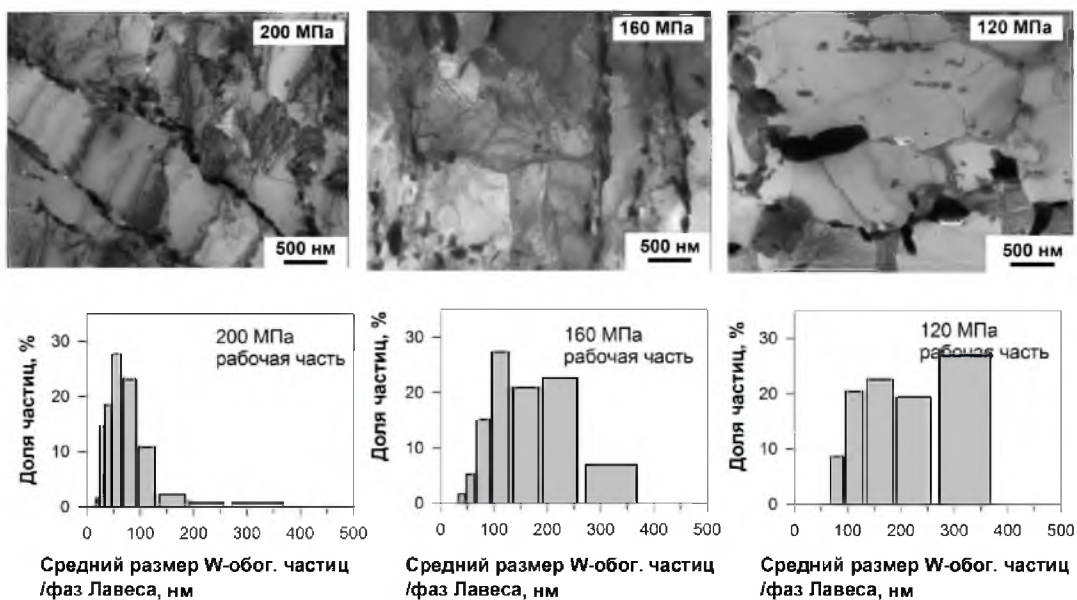 200 МПа
160 МПа
120 МПа
500 нм
500 нм
500 нм
Доля частиц, %
30
20
10
0
200 МПа
рабочая часть
0 100 200 300 400 500
Средний размер W-обог. частиц
/фаз Лавеса, нм
Доля частиц, %
30
20
10
0
160 МПа
рабочая часть
0 100 200 300 400 500
Средний размер W-обог. частиц
/фаз Лавеса, нм
Доля частиц, %
30
20
10
0
120 МПа
рабочая часть
0 100 200 300 400 500
Средний размер W-обог. частиц
/фаз Лавеса, нм